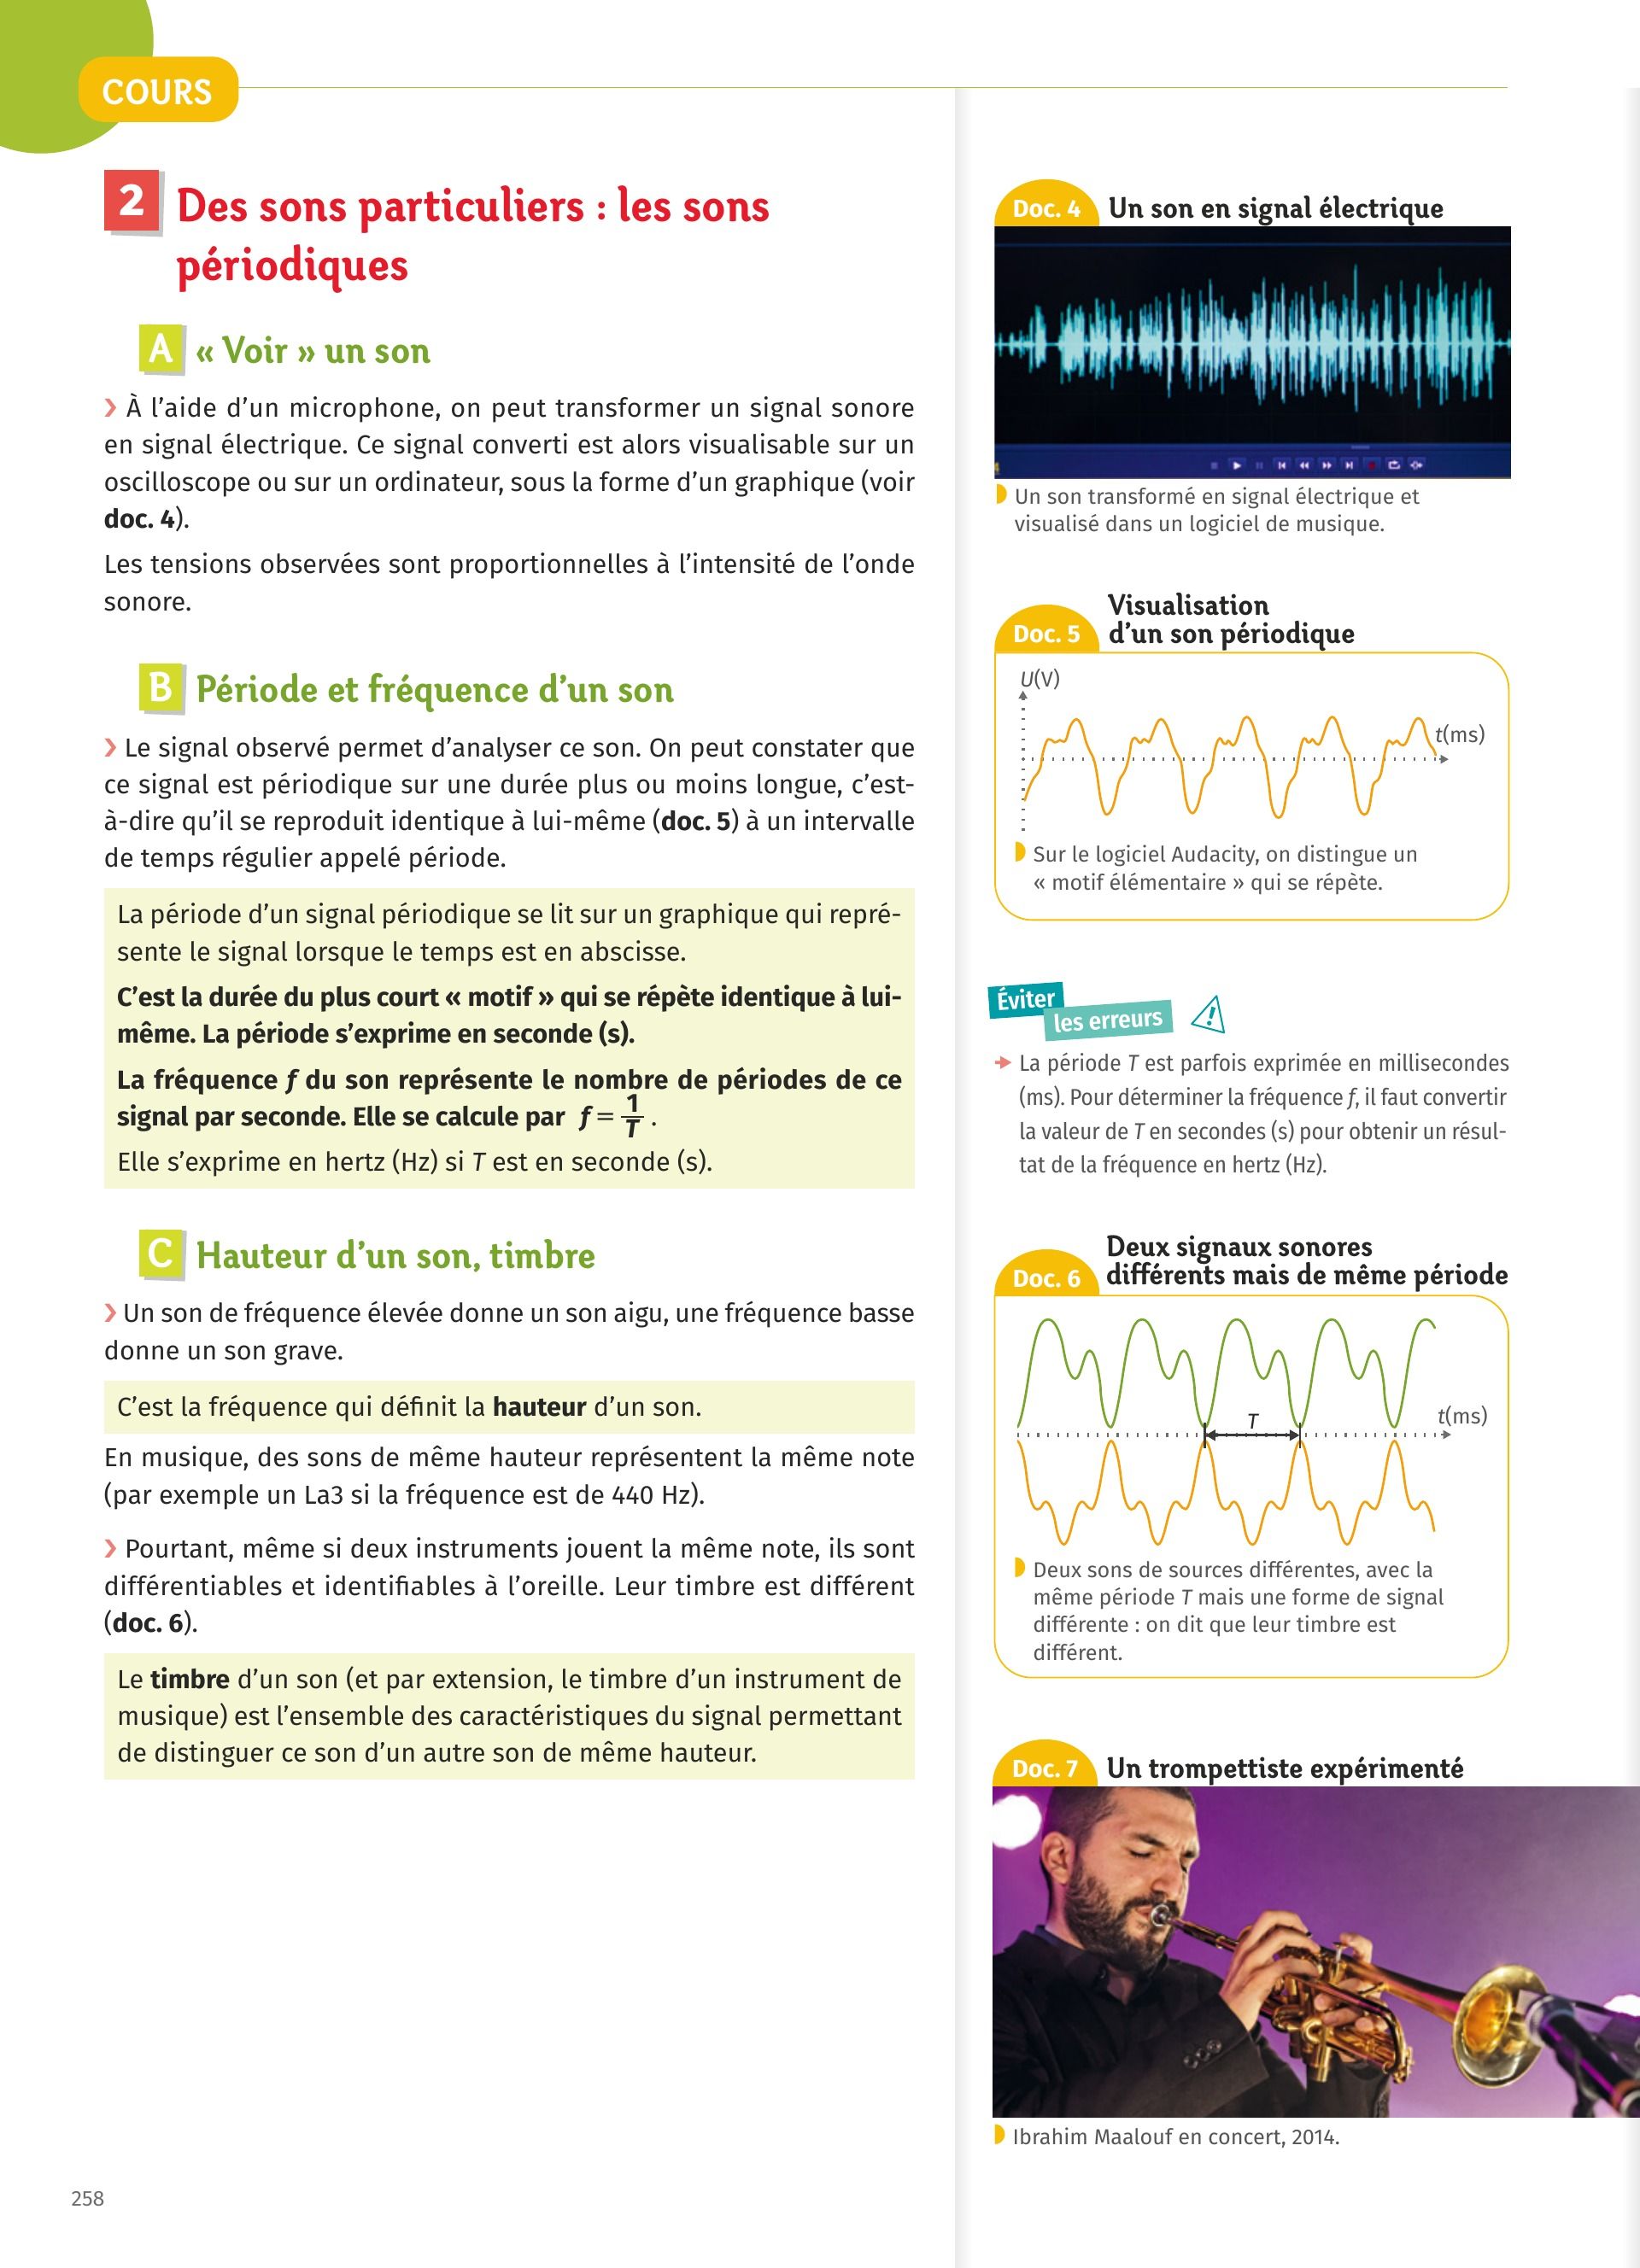 COURS
2 Des sons particuliers : les sons
périodiques
A « Voir » un son
› À l’aide d’un microphone, on peut transformer un signal sonore
en signal électrique. Ce signal converti est alors visualisable sur un
oscilloscope ou sur un ordinateur, sous la forme d’un graphique (voir
doc. 4).
Les tensions observées sont proportionnelles à l’intensité de l’onde
sonore.
B Période et fréquence d’un son
› Le signal observé permet d’analyser ce son. On peut constater que
ce signal est périodique sur une durée plus ou moins longue, c’est-
à-dire qu’il se reproduit identique à lui-même (doc. 5) à un intervalle
de temps régulier appelé période.
La période d’un signal périodique se lit sur un graphique qui repré-
sente le signal lorsque le temps est en abscisse.
C’est la durée du plus court « motif » qui se répète identique à lui-
même. La période s’exprime en seconde (s).
La fréquence f du son représente le nombre de périodes de ce
signal par seconde. Elle se calcule par f = 1/T .
Elle s’exprime en hertz (Hz) si T est en seconde (s).
C Hauteur d’un son, timbre
› Un son de fréquence élevée donne un son aigu, une fréquence basse
donne un son grave.
C’est la fréquence qui définit la hauteur d’un son.
En musique, des sons de même hauteur représentent la même note
(par exemple un La3 si la fréquence est de 440 Hz).
› Pourtant, même si deux instruments jouent la même note, ils sont
différentiables et identifiables à l’oreille. Leur timbre est différent
(doc. 6).
Le timbre d’un son (et par extension, le timbre d’un instrument de
musique) est l’ensemble des caractéristiques du signal permettant
de distinguer ce son d’un autre son de même hauteur.
Doc. 4 Un son en signal électrique
Un son transformé en signal électrique et
visualisé dans un logiciel de musique.
Visualisation
Doc. 5 d’un son périodique
U(V)
t(ms)
Sur le logiciel Audacity, on distingue un
« motif élémentaire » qui se répète.
Éviter
les erreurs
!
La période T est parfois exprimée en millisecondes
(ms). Pour déterminer la fréquence f, il faut convertir
la valeur de T en secondes (s) pour obtenir un résul-
tat de la fréquence en hertz (Hz).
Deux signaux sonores
Doc. 6 différents mais de même période
t(ms)
T
Deux sons de sources différentes, avec la
même période T mais une forme de signal
différente : on dit que leur timbre est
différent.
Doc. 7 Un trompettiste expérimenté
Ibrahim Maalouf en concert, 2014.
258